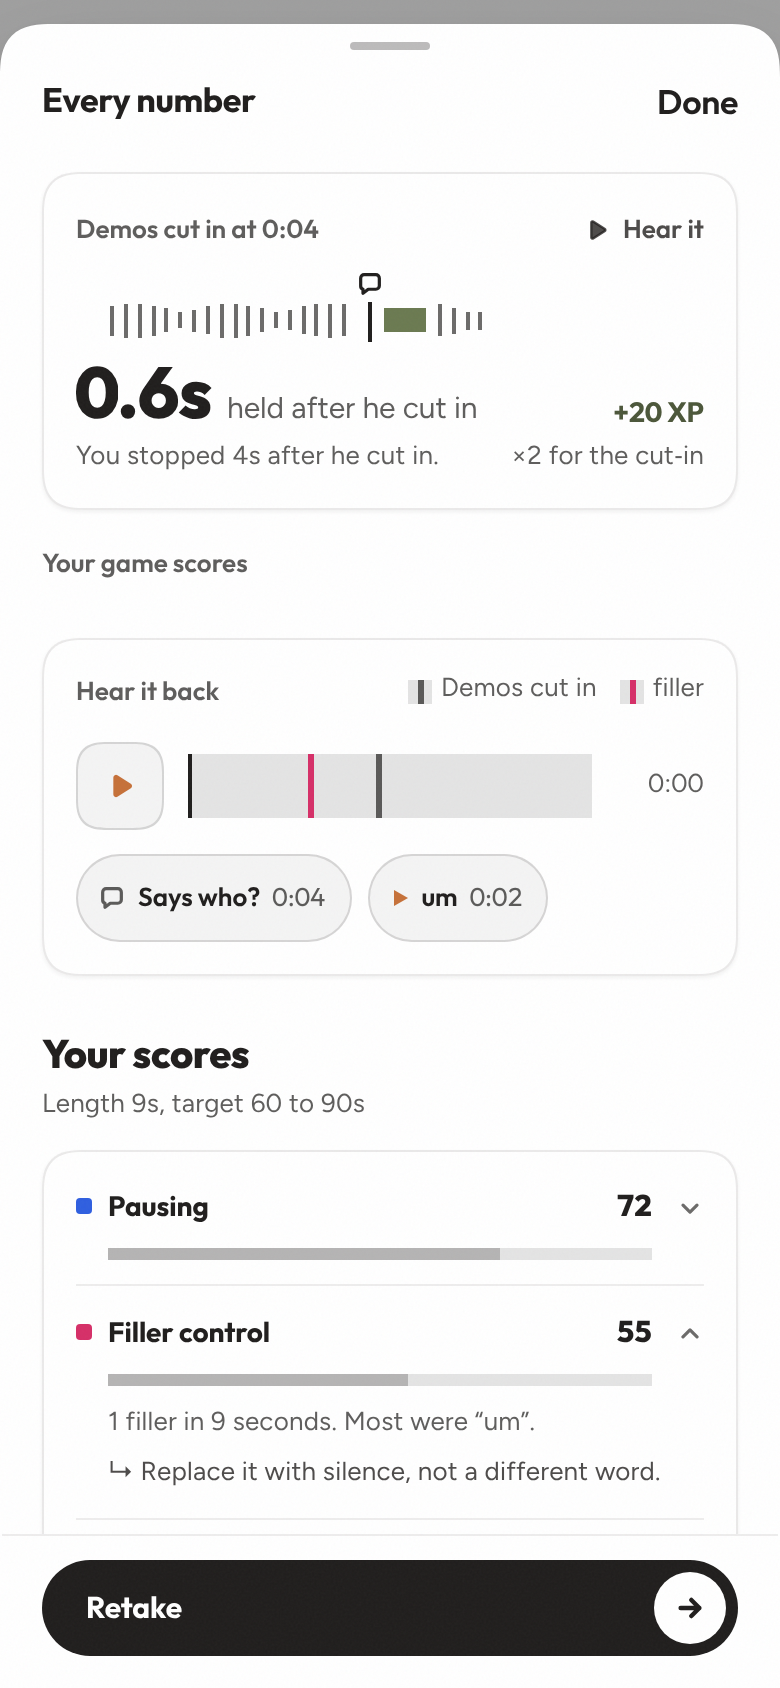 Every number
Done
Demos cut in at 0:04
Hear it
0.6s held after he cut in
+20 XP
You stopped 4s after he cut in.
×2 for the cut-in
Your game scores
Hear it back
Demos cut in
filler
0:00
Says who? 0:04
um 0:02
Your scores
Length 9s, target 60 to 90s
Pausing
72
Filler control
55
1 filler in 9 seconds. Most were “um”.
↳ Replace it with silence, not a different word.
Retake